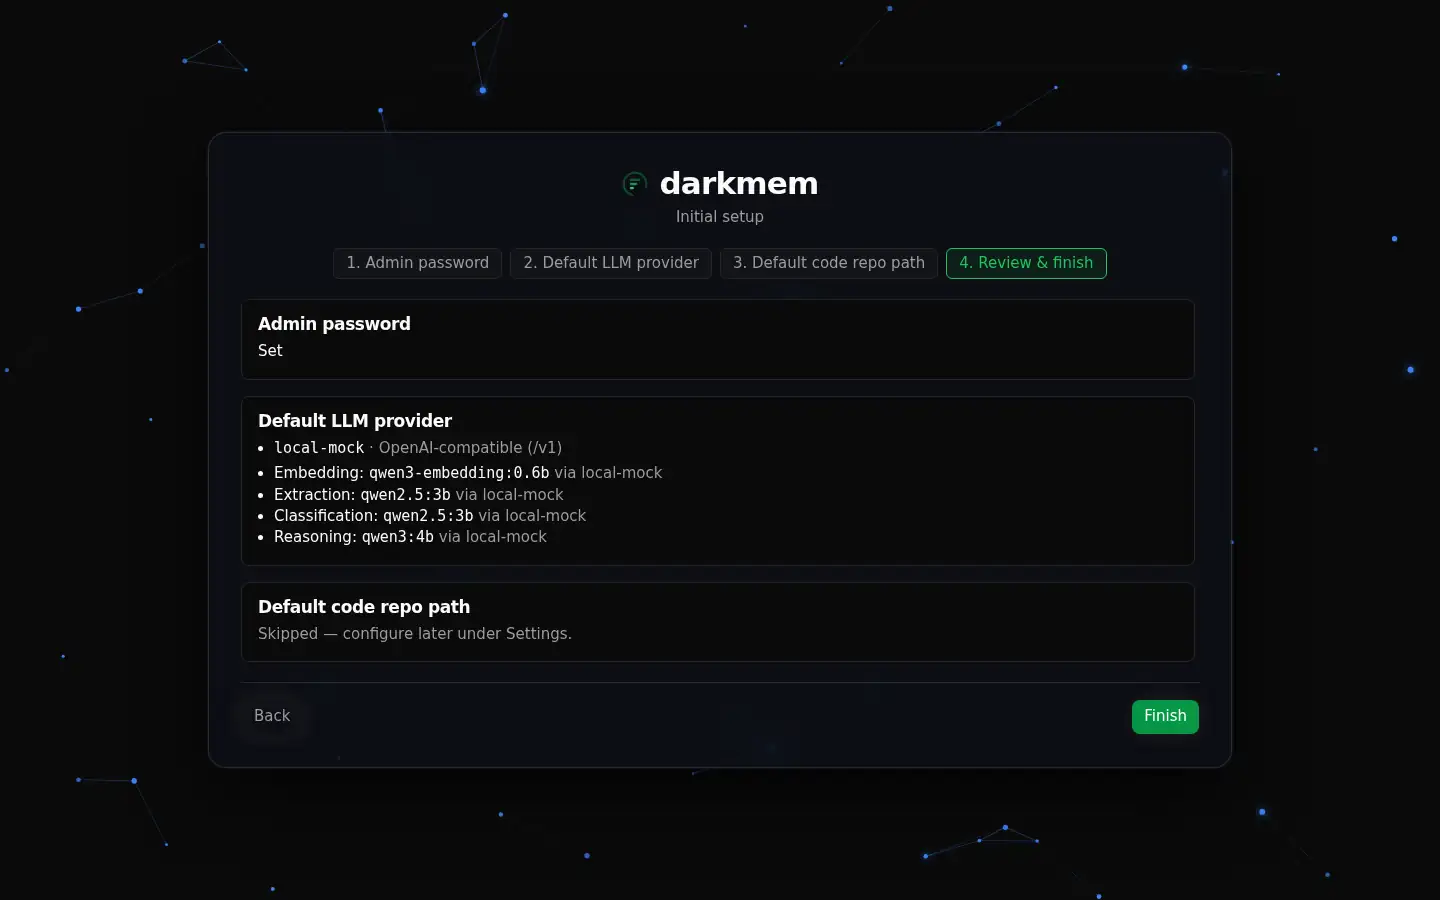 darkmem
Initial setup
1. Admin password
2. Default LLM provider
3. Default code repo path
4. Review & finish
Admin password
Set
Default LLM provider
local-mock · OpenAI-compatible (/v1)
Embedding: qwen3-embedding:0.6b via local-mock
Extraction: qwen2.5:3b via local-mock
Classification: qwen2.5:3b via local-mock
Reasoning: qwen3:4b via local-mock
Default code repo path
Skipped — configure later under Settings.
Back
Finish